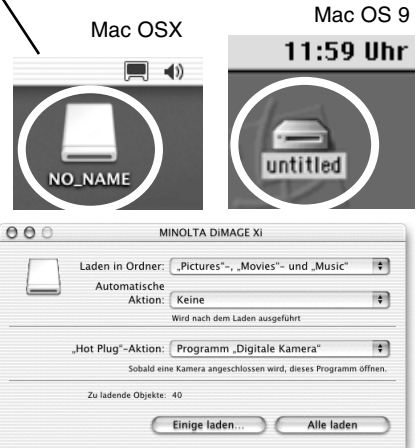 Mac OSX
Mac OS 9
11:59 Uhr
NO_NAME
untitled
MINOLTA DiMAGE Xi
Laden in Ordner: „Pictures“-, „Movies“- und „Music“
Automatische
Aktion: Keine
Wird nach dem Laden ausgeführt
„Hot Plug“-Aktion: Programm „Digitale Kamera“
Sobald eine Kamera angeschlossen wird, dieses Programm öffnen.
Zu ladende Objekte: 40
Einige laden... Alle laden